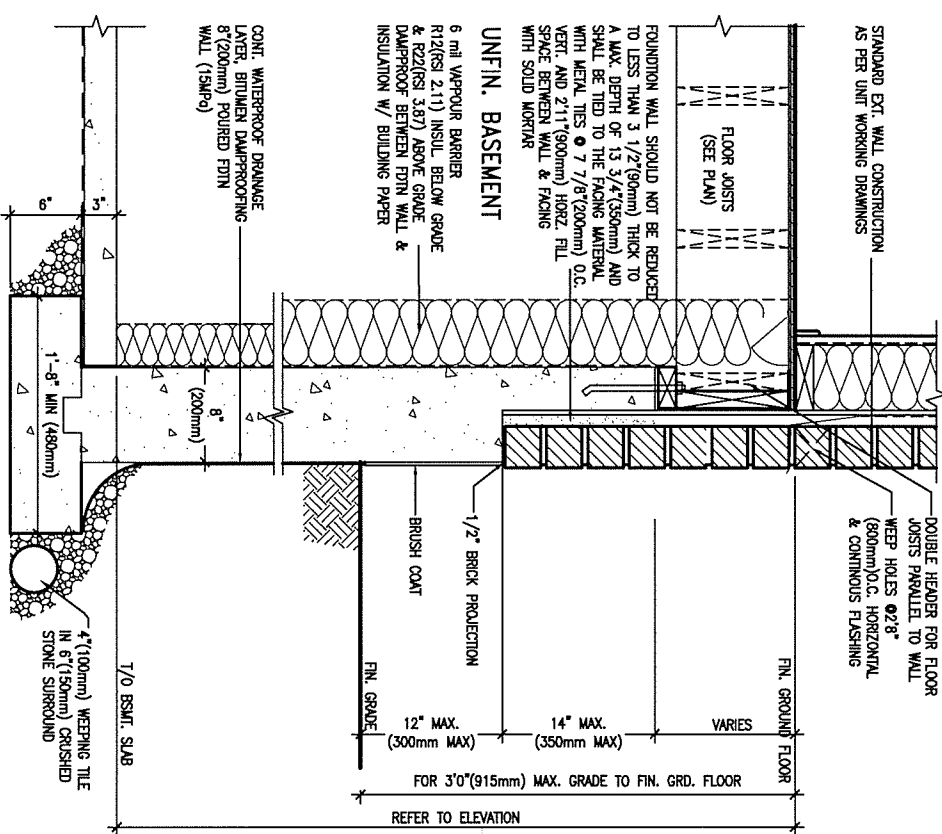 STANDARD EXT. WALL CONSTRUCTION
AS PER UNIT WORKING DRAWINGS
FLOOR JOISTS
(SEE PLAN)
FOUNDTION WALL SHOULD NOT BE REDUCED
TO LESS THAN 3 1/2"(90mm) THICK TO
A MAX. DEPTH OF 13 3/4"(350mm) AND
SHALL BE TIED TO THE FACING MATERIAL
WITH METAL TIES @ 7 7/8"(200mm) O.C.
VERT. AND 2'11"(900mm) HORZ. FILL
SPACE BETWEEN WALL & FACING
WITH SOLID MORTAR
UNFIN. BASEMENT
6 mil VAPPOUR BARRIER
R12(RSI 2.11) INSUL BELOW GRADE
& R22(RSI 3.87) ABOVE GRADE
DAMPPROOF BETWEEN FDTN WALL &
INSULATION W/ BUILDING PAPER
CONT. WATERPROOF DRAINAGE
LAYER, BITUMEN DAMPPROOFING
8"(200mm) POURED FDTN
WALL (15MPa)
3"
6"
8"
(200mm)
1'-8" MIN (480mm)
DOUBLE HEADER FOR FLOOR
JOISTS PARALLEL TO WALL
WEEP HOLES @2'8"
(800mm)O.C. HORIZONTAL
& CONTINOUS FLASHING
1/2" BRICK PROJECTION
BRUSH COAT
4"(100mm) WEEPING TILE
IN 6"(150mm) CRUSHED
STONE SURROUND
FIN. GROUND FLOOR
FIN. GRADE
T/O BSMT. SLAB
VARIES
14" MAX.
(350mm MAX)
12" MAX.
(300mm MAX)
FOR 3'0"(915mm) MAX. GRADE TO FIN. GRD. FLOOR
REFER TO ELEVATION